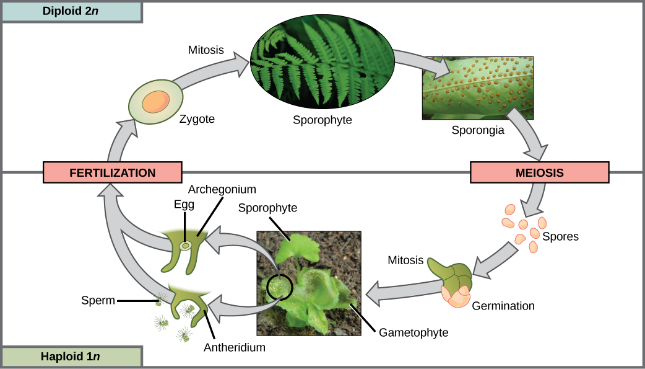 Diploid 2n
Mitosis
Zygote
Sporophyte
Sporongia
FERTILIZATION
MEIOSIS
Archegonium
Egg
Sporophyte
Spores
Mitosis
Germination
Sperm
Gametophyte
Antheridium
Haploid 1n